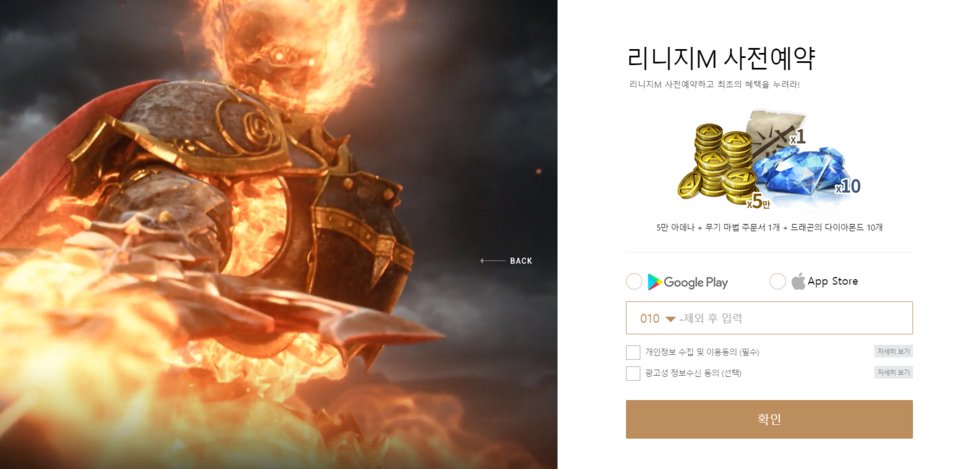 리니지M 사전예약
리니지M 사전예약하고 최초의 혜택을 누려라!
x1
x10
x5만
5만 아데나 + 무기 마법 주문서 1개 + 드래곤의 다이아몬드 10개
BACK
Google Play
App Store
010 -제외 후 입력
개인정보 수집 및 이용동의 (필수) 자세히 보기
광고성 정보수신 동의 (선택) 자세히 보기
확인